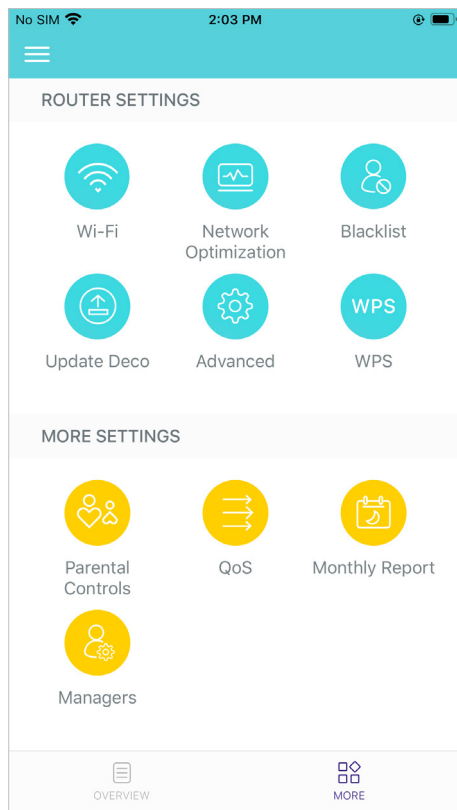 No SIM 2:03 PM
ROUTER SETTINGS
Wi-Fi Network Optimization Blacklist
Update Deco Advanced WPS WPS
MORE SETTINGS
Parental Controls QoS Monthly Report
Managers
OVERVIEW MORE